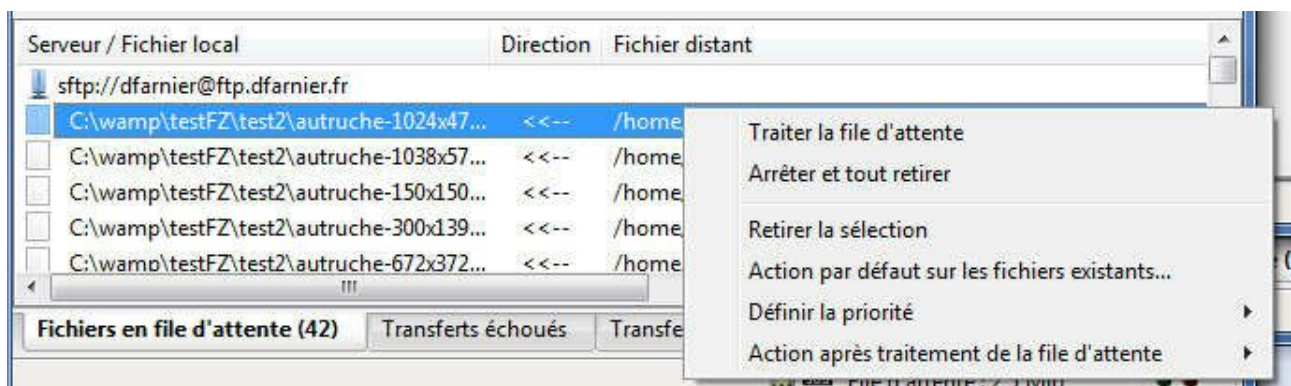 Serveur / Fichier local Direction Fichier distant
sftp://dfarnier@ftp.dfarnier.fr
C:\wamp\testFZ\test2\autruche-1024x47... <<-- /home/
C:\wamp\testFZ\test2\autruche-1038x57... <<-- /home/
C:\wamp\testFZ\test2\autruche-150x150... <<-- /home/
C:\wamp\testFZ\test2\autruche-300x139... <<-- /home/
C:\wamp\testFZ\test2\autruche-672x372... <<-- /home/
Fichiers en file d'attente (42) Transferts échoués Transfe
Traiter la file d'attente
Arrêter et tout retirer
Retirer la sélection
Action par défaut sur les fichiers existants...
Définir la priorité
Action après traitement de la file d'attente